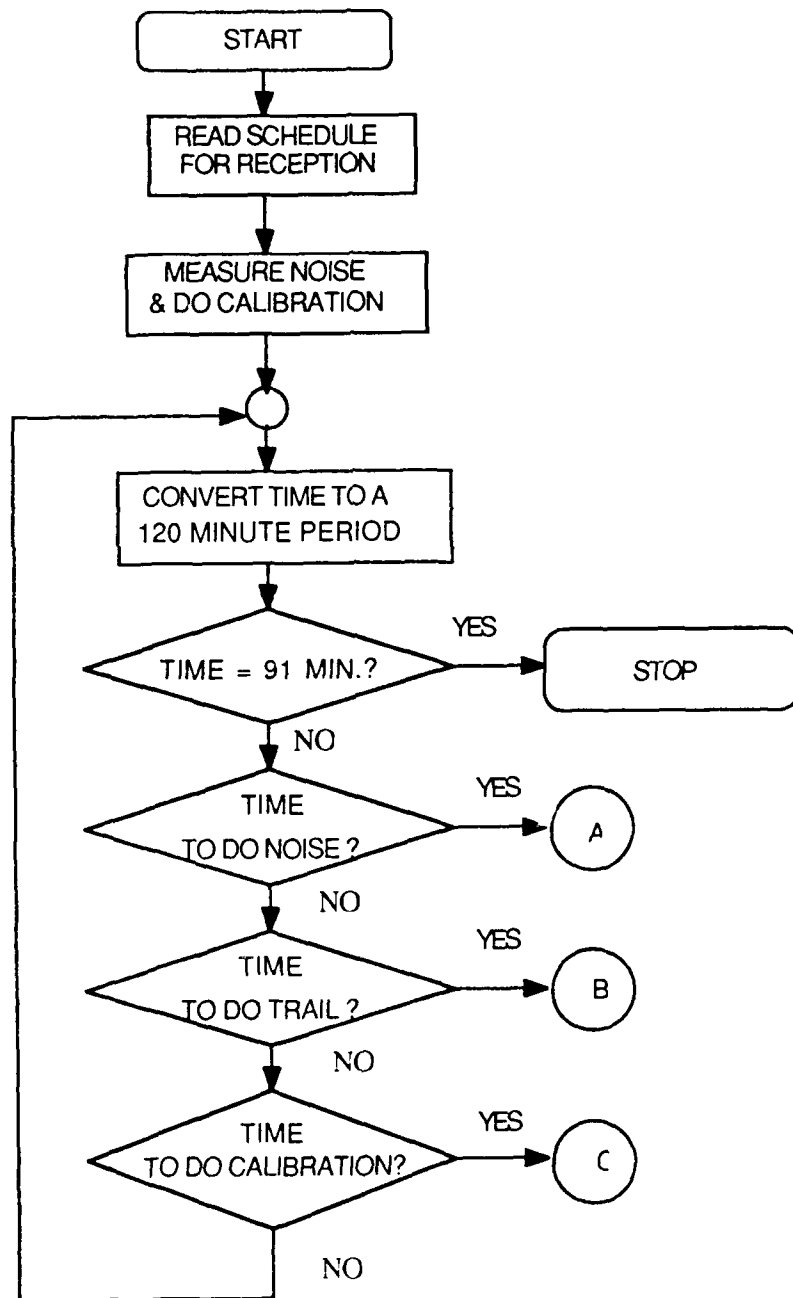 START
READ SCHEDULE
FOR RECEPTION
MEASURE NOISE
& DO CALIBRATION
CONVERT TIME TO A
120 MINUTE PERIOD
YES
TIME = 91 MIN.?
STOP
NO
YES
TIME
TO DO NOISE?
A
NO
YES
TIME
TO DO TRAIL?
B
NO
YES
TIME
TO DO CALIBRATION?
C
NO